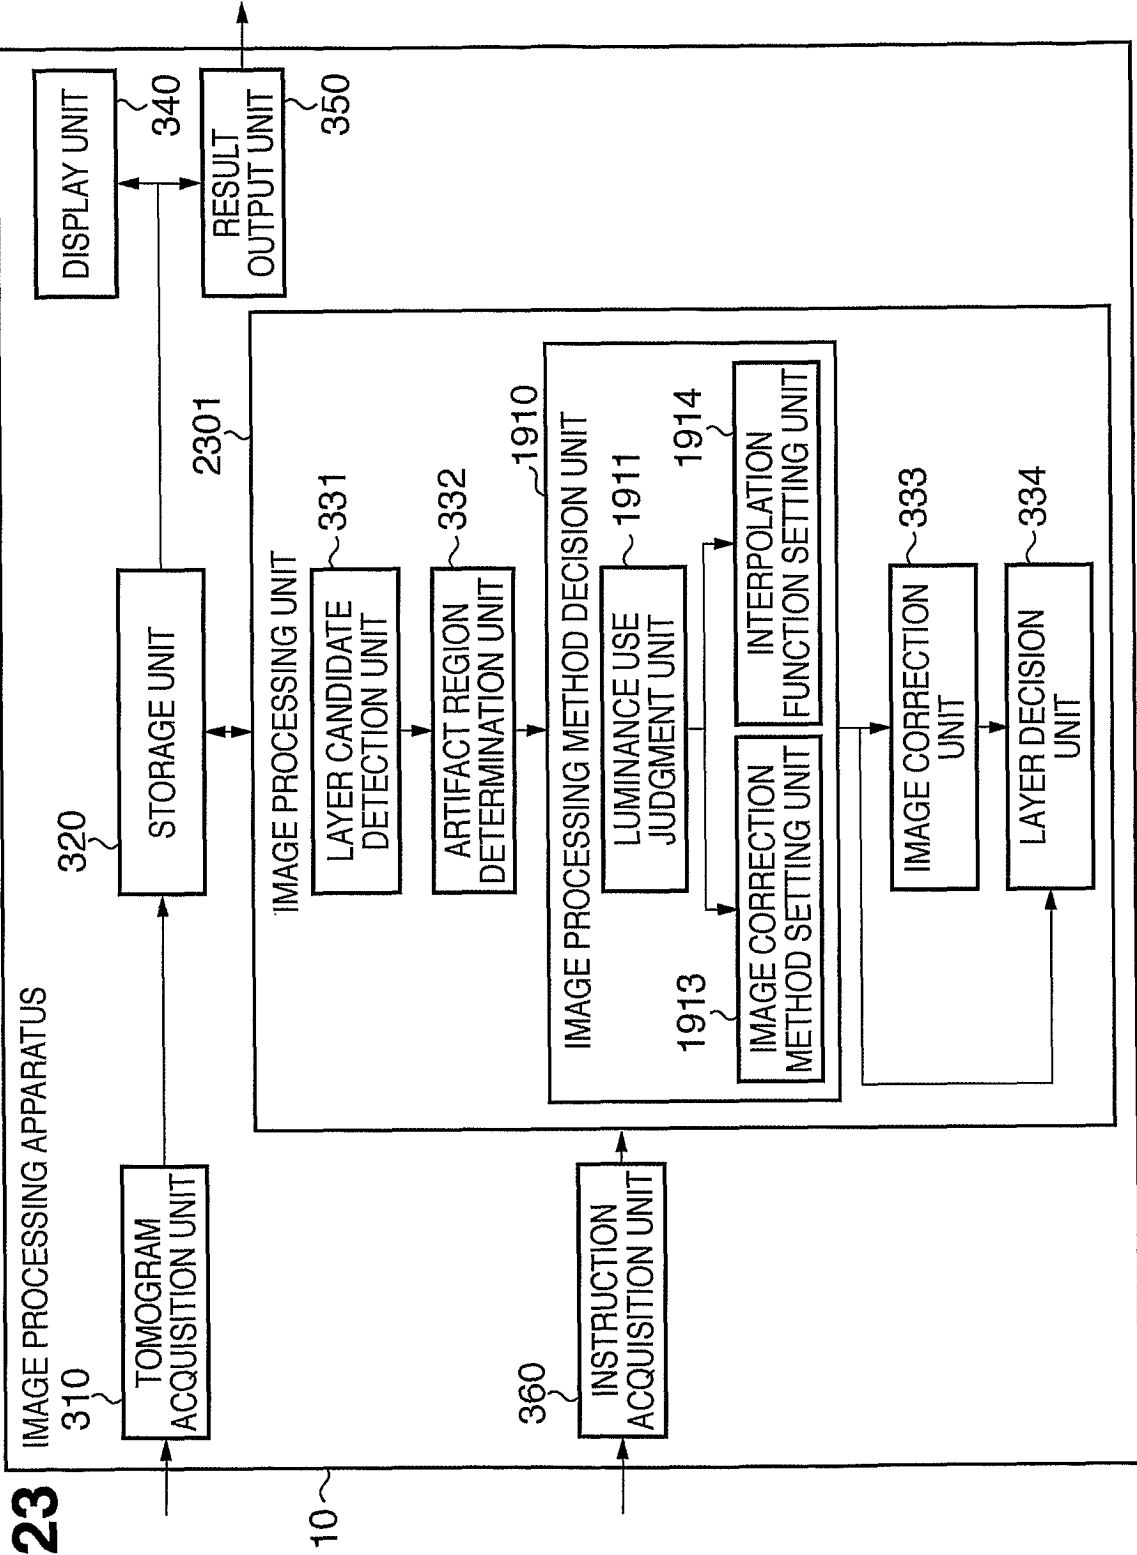 23
IMAGE PROCESSING APPARATUS
10
310
TOMOGRAM
ACQUISITION UNIT
320
STORAGE UNIT
DISPLAY UNIT
340
RESULT
OUTPUT UNIT
350
360
INSTRUCTION
ACQUISITION UNIT
2301
IMAGE PROCESSING UNIT
331
LAYER CANDIDATE
DETECTION UNIT
332
ARTIFACT REGION
DETERMINATION UNIT
1910
IMAGE PROCESSING METHOD DECISION UNIT
1911
LUMINANCE USE
JUDGMENT UNIT
1913
IMAGE CORRECTION
METHOD SETTING UNIT
1914
INTERPOLATION
FUNCTION SETTING UNIT
333
IMAGE CORRECTION
UNIT
334
LAYER DECISION
UNIT